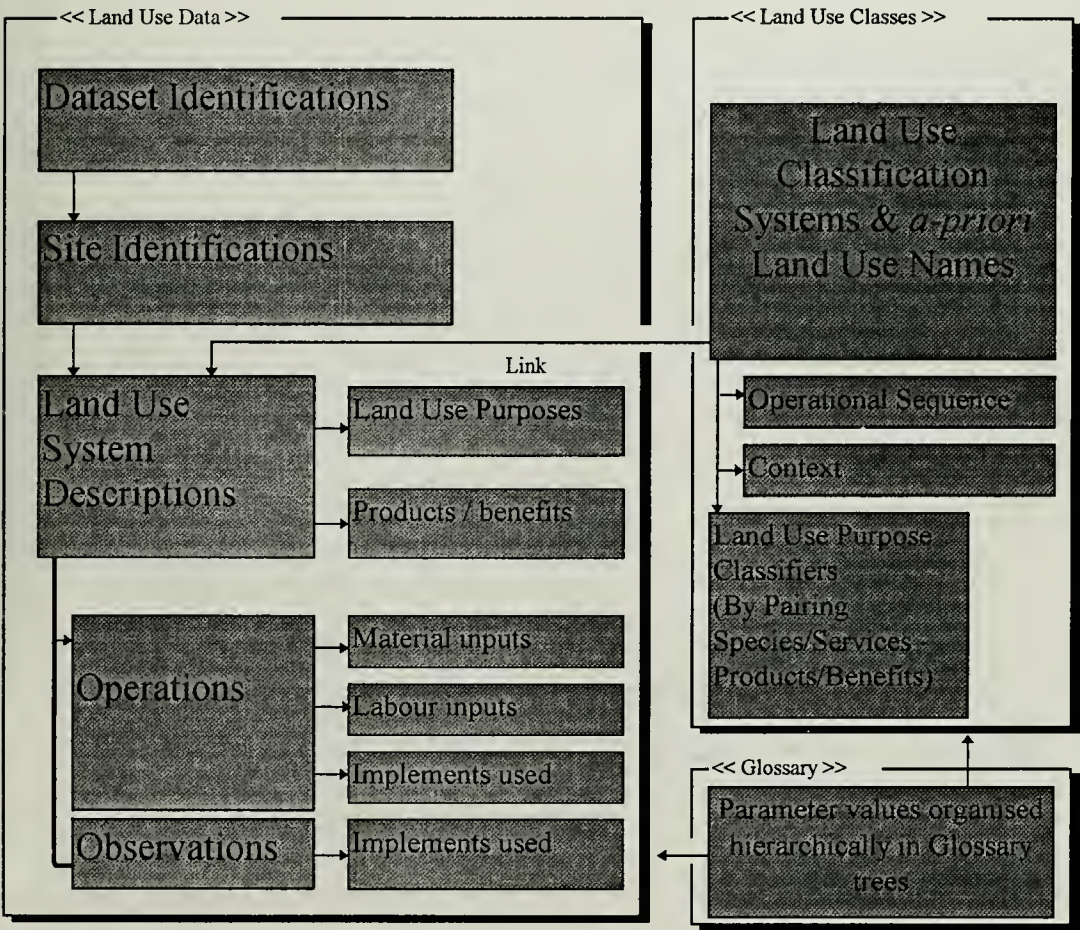 << Land Use Data >>
Dataset Identifications
Site Identifications
Land Use
System
Descriptions
Land Use Purposes
Products / benefits
Operations
Material inputs
Labour inputs
Implements used
Observations
Implements used
Link
<< Land Use Classes >>
Land Use
Classification
Systems & a-priori
Land Use Names
Operational Sequence
Context
Land Use Purpose
Classifiers
(By Pairing
Species/Services -
Products/Benefits)
<< Glossary >>
Parameter values organised
hierarchically in Glossary
trees